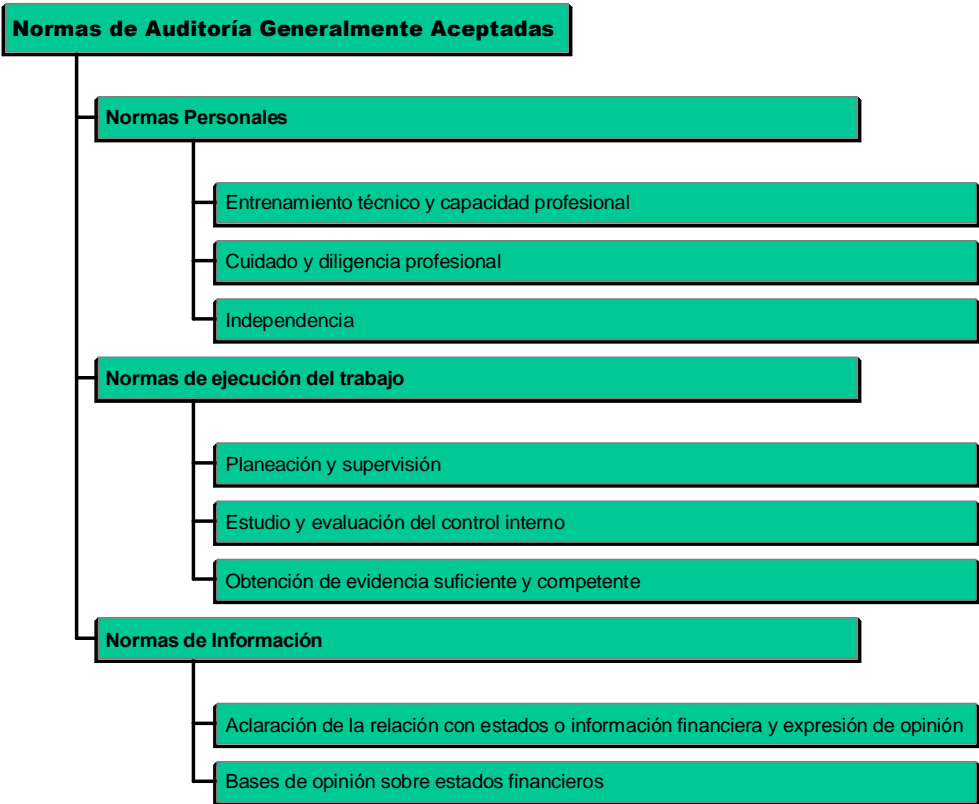 Normas de Auditoría Generalmente Aceptadas
Normas Personales
Entrenamiento técnico y capacidad profesional
Cuidado y diligencia profesional
Independencia
Normas de ejecución del trabajo
Planeación y supervisión
Estudio y evaluación del control interno
Obtención de evidencia suficiente y competente
Normas de Información
Aclaración de la relación con estados o información financiera y expresión de opinión
Bases de opinión sobre estados financieros